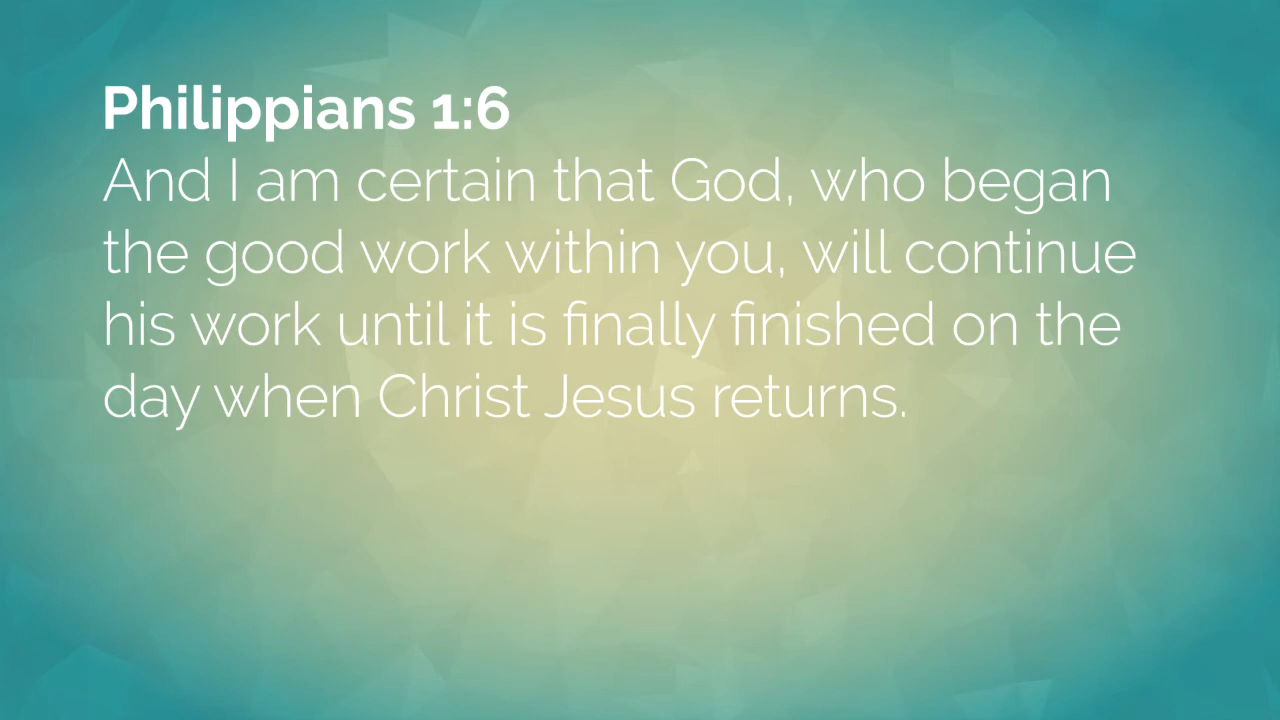 Philippians 1:6
And I am certain that God, who began
the good work within you, will continue
his work until it is finally finished on the
day when Christ Jesus returns.